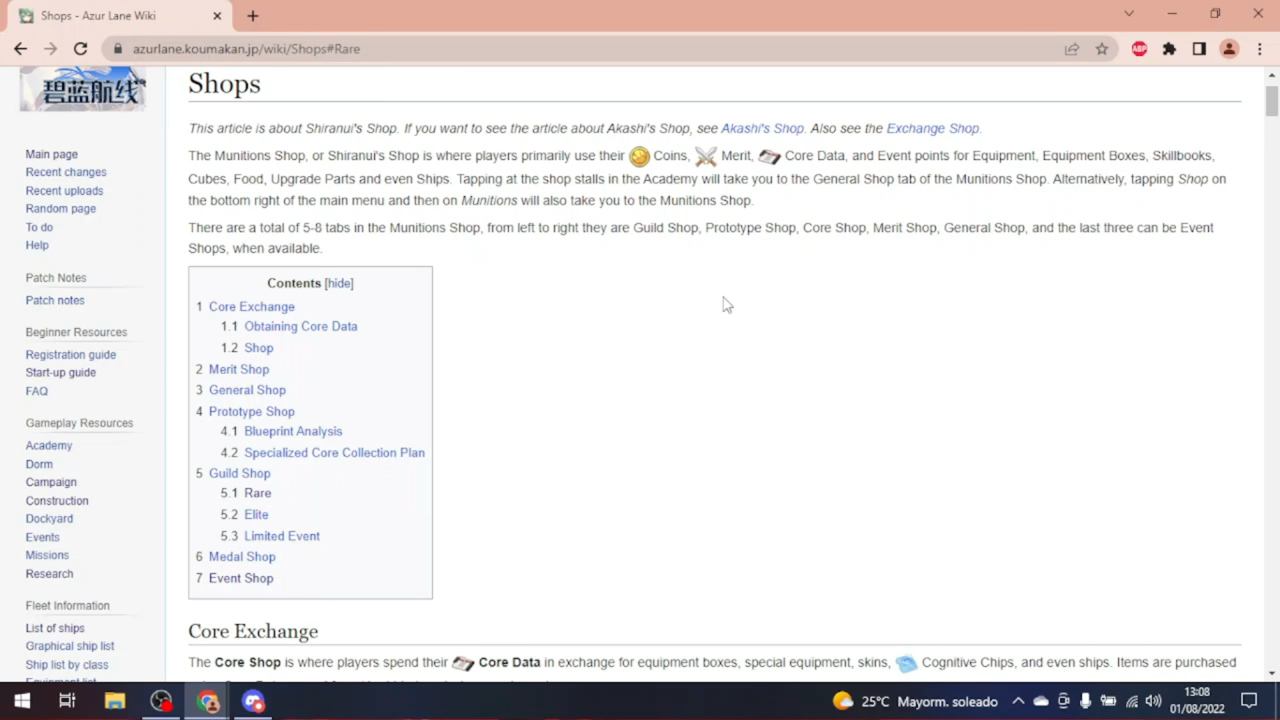 Shops - Azur Lane Wiki
azurlane.koumakan.jp/wiki/Shops#Rare
ABP
碧蓝航线
Main page
Recent changes
Recent uploads
Random page
To do
Help
Patch Notes
Patch notes
Beginner Resources
Registration guide
Start-up guide
FAQ
Gameplay Resources
Academy
Dorm
Campaign
Construction
Dockyard
Events
Missions
Research
Fleet Information
List of ships
Graphical ship list
Ship list by class
Equipment list
Shops
This article is about Shiranui's Shop. If you want to see the article about Akashi's Shop, see Akashi's Shop. Also see the Exchange Shop.
The Munitions Shop, or Shiranui's Shop is where players primarily use their Coins, Merit, Core Data, and Event points for Equipment, Equipment Boxes, Skillbooks,
Cubes, Food, Upgrade Parts and even Ships. Tapping at the shop stalls in the Academy will take you to the General Shop tab of the Munitions Shop. Alternatively, tapping Shop on
the bottom right of the main menu and then on Munitions will also take you to the Munitions Shop.
There are a total of 5-8 tabs in the Munitions Shop, from left to right they are Guild Shop, Prototype Shop, Core Shop, Merit Shop, General Shop, and the last three can be Event
Shops, when available.
Contents [hide]
1 Core Exchange
1.1 Obtaining Core Data
1.2 Shop
2 Merit Shop
3 General Shop
4 Prototype Shop
4.1 Blueprint Analysis
4.2 Specialized Core Collection Plan
5 Guild Shop
5.1 Rare
5.2 Elite
5.3 Limited Event
6 Medal Shop
7 Event Shop
Core Exchange
The Core Shop is where players spend their Core Data in exchange for equipment boxes, special equipment, skins, Cognitive Chips, and even ships. Items are purchased
25°C Mayorm. soleado
13:08
01/08/2022